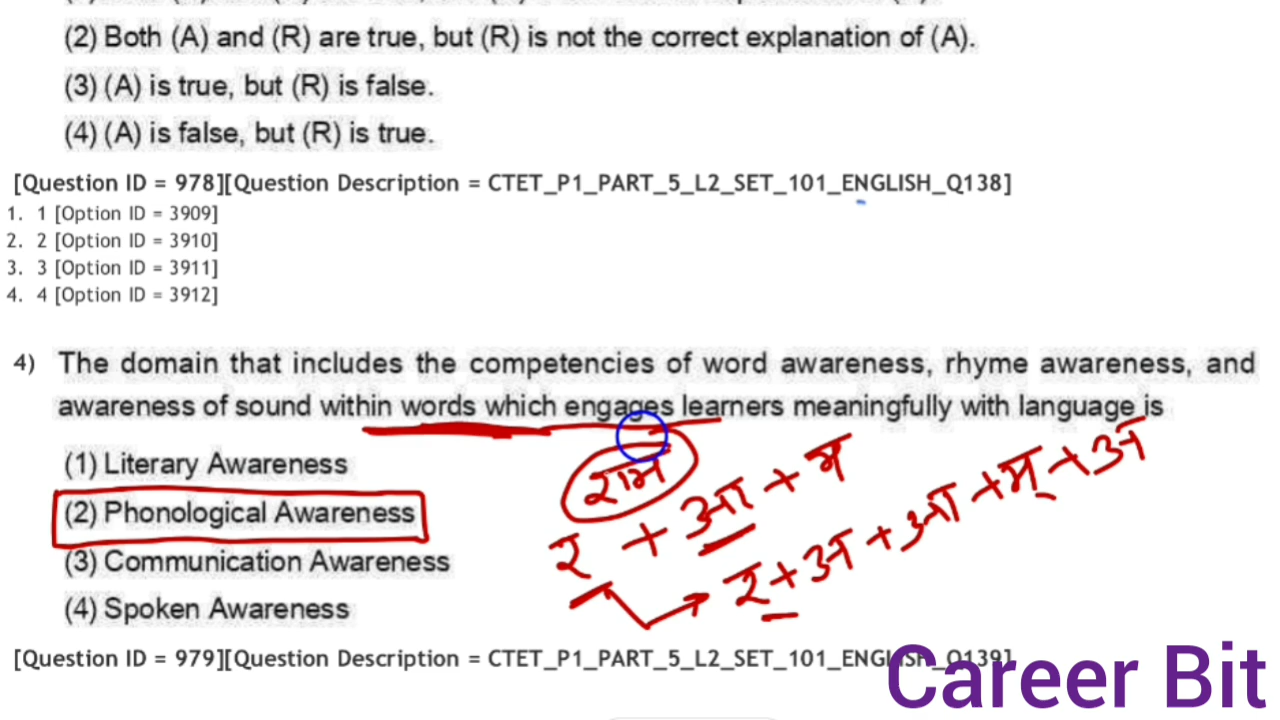 (2) Both (A) and (R) are true, but (R) is not the correct explanation of (A).
(3) (A) is true, but (R) is false.
(4) (A) is false, but (R) is true.
[Question ID = 978][Question Description = CTET_P1_PART_5_L2_SET_101_ENGLISH_Q138]
1. 1 [Option ID = 3909]
2. 2 [Option ID = 3910]
3. 3 [Option ID = 3911]
4. 4 [Option ID = 3912]
4) The domain that includes the competencies of word awareness, rhyme awareness, and
awareness of sound within words which engages learners meaningfully with language is
(1) Literary Awareness
(2) Phonological Awareness
(3) Communication Awareness
(4) Spoken Awareness
राम
र + आ + म
र + अ + आ + म् + अ
[Question ID = 979][Question Description = CTET_P1_PART_5_L2_SET_101_ENGLISH_Q139]
Career Bit